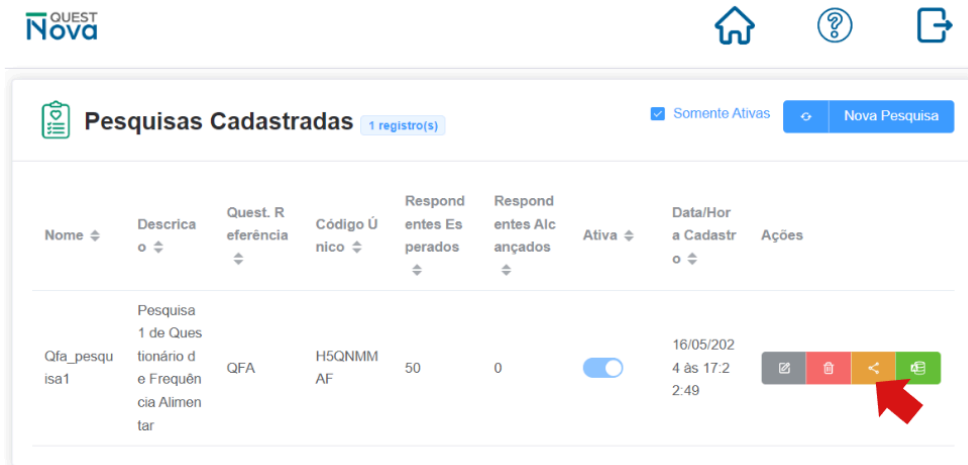 QUEST
Nova
Pesquisas Cadastradas 1 registro(s)
Somente Ativas
Nova Pesquisa
Nome
Descrica
o
Quest. R
eferência
Código Ú
nico
Respond
entes Es
perados
Respond
entes Alc
ançados
Ativa
Data/Hor
a Cadastr
o
Ações
Qfa_pesqu
isa1
Pesquisa
1 de Ques
tionário d
e Frequên
cia Alimen
tar
QFA
H5QNMM
AF
50
0
16/05/202
4 às 17:2
2:49